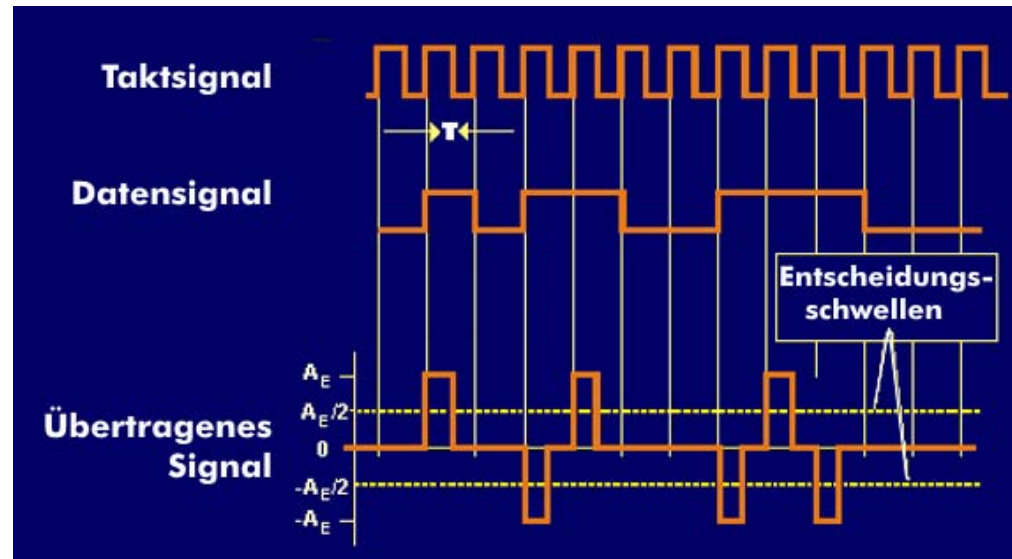 Taktsignal
T
Datensignal
Entscheidungs-
schwellen
A_E
A_E/2
0
-A_E/2
-A_E
Übertragenes
Signal